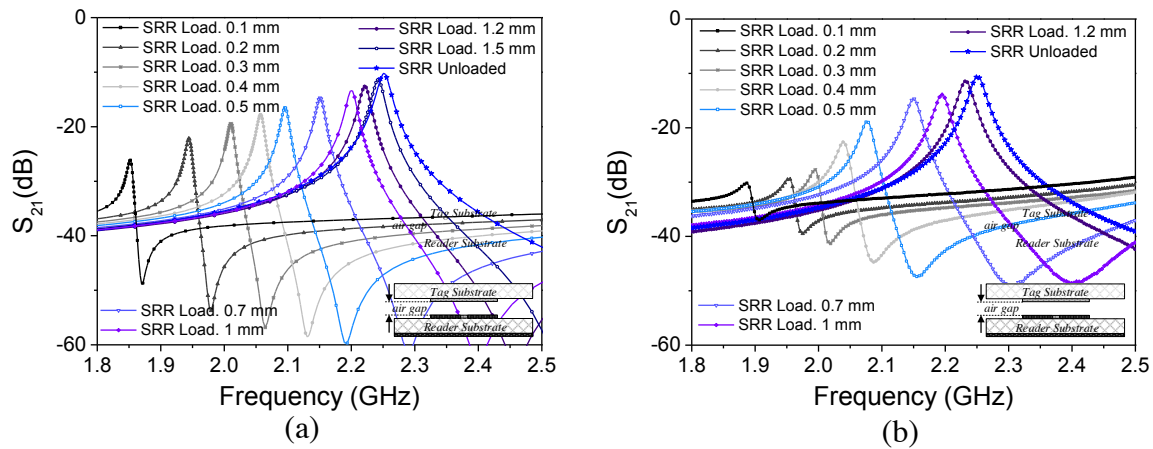 SRR Load. 0.1 mm
SRR Load. 0.2 mm
SRR Load. 0.3 mm
SRR Load. 0.4 mm
SRR Load. 0.5 mm
SRR Load. 1.2 mm
SRR Load. 1.5 mm
SRR Unloaded
0
-20
-40
-60
S21(dB)
Tag Substrate
air gap
Reader Substrate
SRR Load. 0.7 mm
SRR Load. 1 mm
Tag Substrate
air gap
Reader Substrate
1.8 1.9 2.0 2.1 2.2 2.3 2.4 2.5
Frequency (GHz)
(a)
SRR Load. 0.1 mm
SRR Load. 0.2 mm
SRR Load. 0.3 mm
SRR Load. 0.4 mm
SRR Load. 0.5 mm
SRR Load. 1.2 mm
SRR Unloaded
0
-20
-40
-60
S21(dB)
Tag Substrate
air gap
Reader Substrate
SRR Load. 0.7 mm
SRR Load. 1 mm
Tag Substrate
air gap
Reader Substrate
1.8 1.9 2.0 2.1 2.2 2.3 2.4 2.5
Frequency (GHz)
(b)